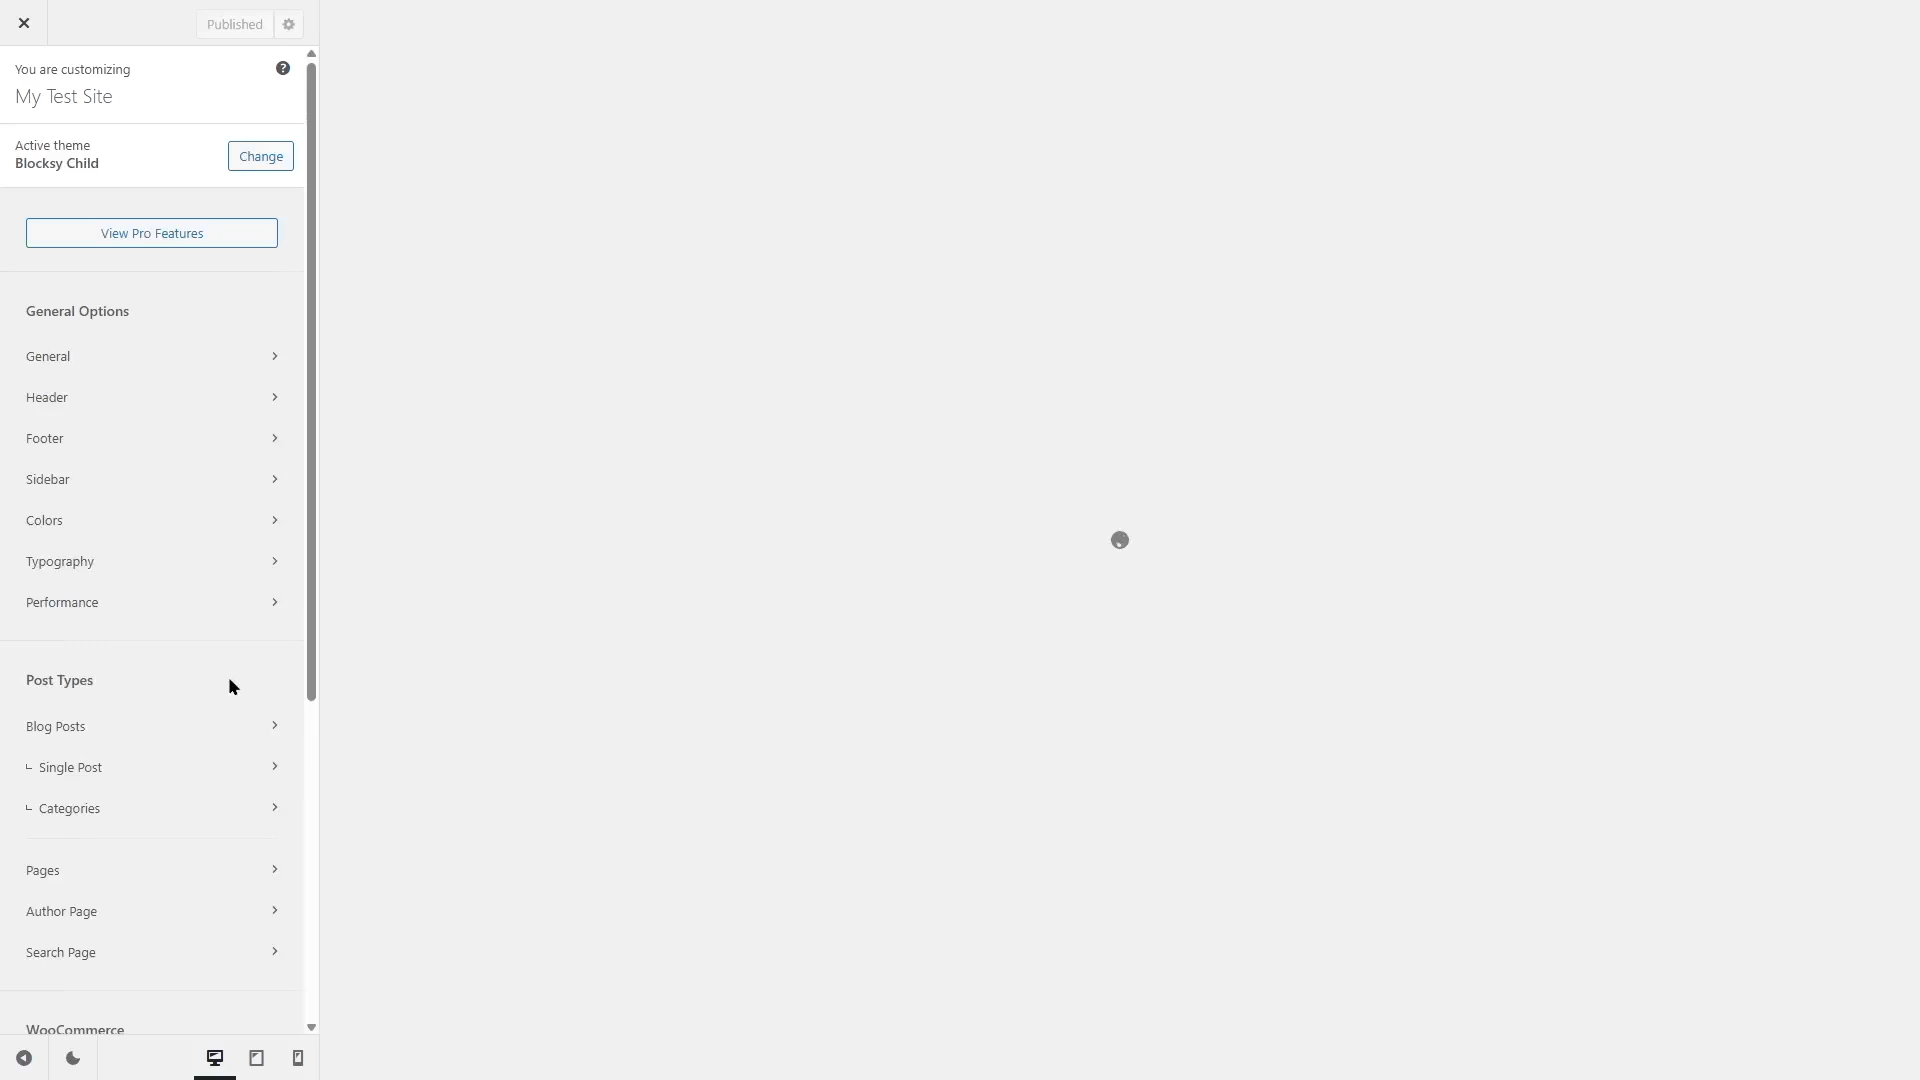 Published
You are customizing
My Test Site
Active theme
Blocksy Child
Change
View Pro Features
General Options
General
Header
Footer
Sidebar
Colors
Typography
Performance
Post Types
Blog Posts
Single Post
Categories
Pages
Author Page
Search Page
WooCommerce